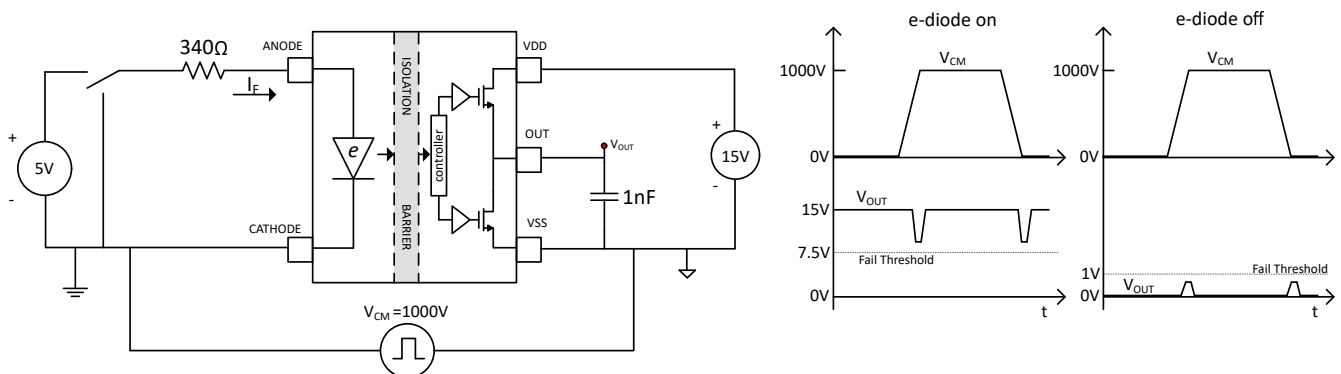 340Ω
I_F
+
5V
-
ANODE
CATHODE
e
ISOLATION
BARRIER
controller
VDD
OUT
VSS
V_OUT
1nF
+
15V
-
V_CM =1000V
e-diode on
1000V
V_CM
0V
15V
V_OUT
7.5V
Fail Threshold
0V
t
e-diode off
1000V
V_CM
0V
1V
Fail Threshold
V_OUT
0V
t